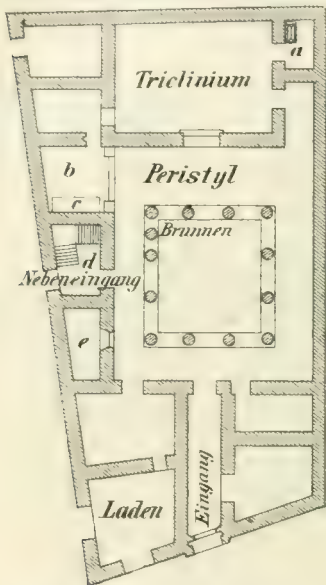 a
Triclinium
b
Peristyl
c
Brunnen
d
Nebeneingang
e
Eingang
Laden